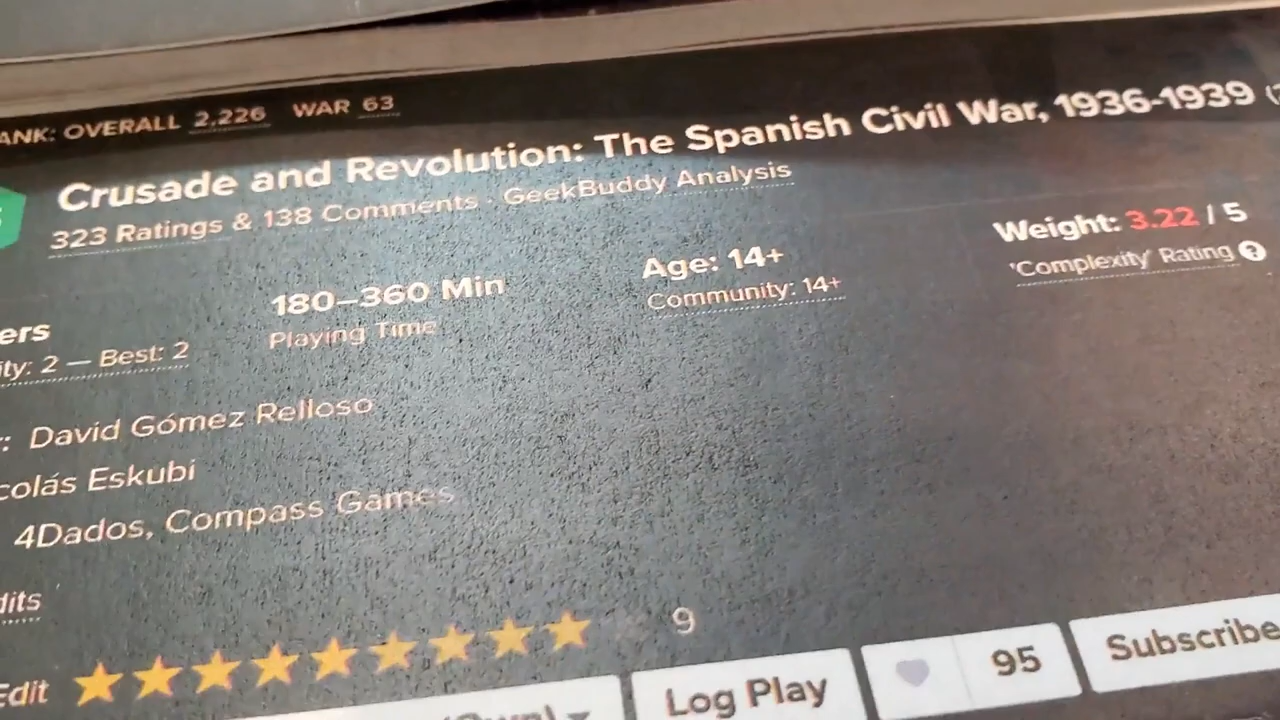 ANK: OVERALL 2,226 WAR 63
Crusade and Revolution: The Spanish Civil War, 1936-1939
323 Ratings & 138 Comments · GeekBuddy Analysis
Weight: 3.22 / 5
'Complexity' Rating ?
Age: 14+
Community: 14+
180–360 Min
Playing Time
ers
ity: 2 — Best: 2
: David Gómez Relloso
colás Eskubi
4Dados, Compass Games
dits
Edit 9
Log Play 95 Subscribe